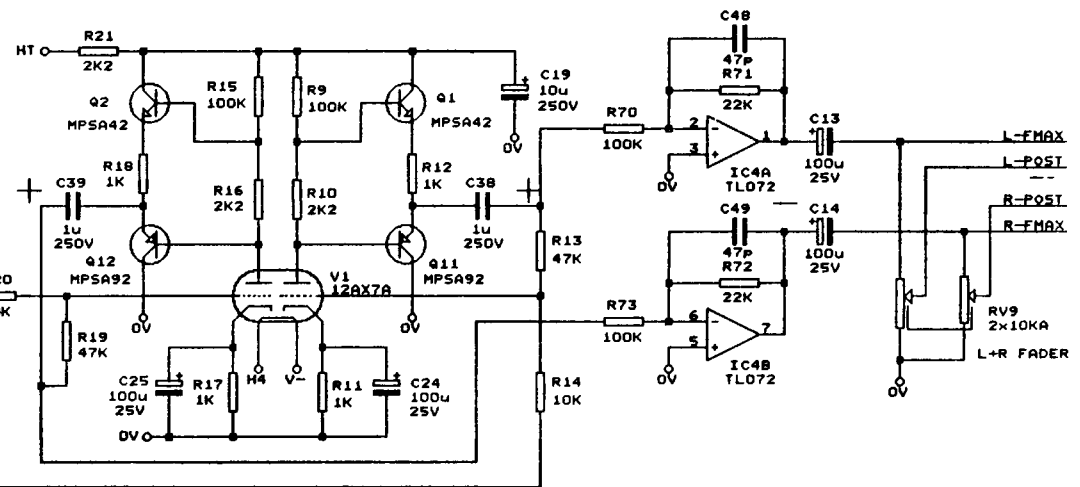 HT
R21
2K2
Q2
MPSA42
R15
100K
R9
100K
Q1
MPSA42
C19
10u
250V
+
0V
R18
1K
R16
2K2
R10
2K2
R12
1K
C39
1u
250V
C38
1u
250V
Q12
MPSA92
Q11
MPSA92
V1
12AX7A
0V
0V
R19
47K
R13
47K
C25
100u
25V
+
R17
1K
H4
V-
R11
1K
+
C24
100u
25V
R14
10K
0V
R70
100K
C48
47p
R71
22K
2
3
1
-
+
IC4A
TL072
0V
C13
+
100u
25V
L-FMAX
L-POST
R-POST
R-FMAX
C49
47p
R72
22K
C14
+
100u
25V
R73
100K
6
5
7
-
+
IC4B
TL072
0V
RV9
2x10KA
L+R FADER
0V